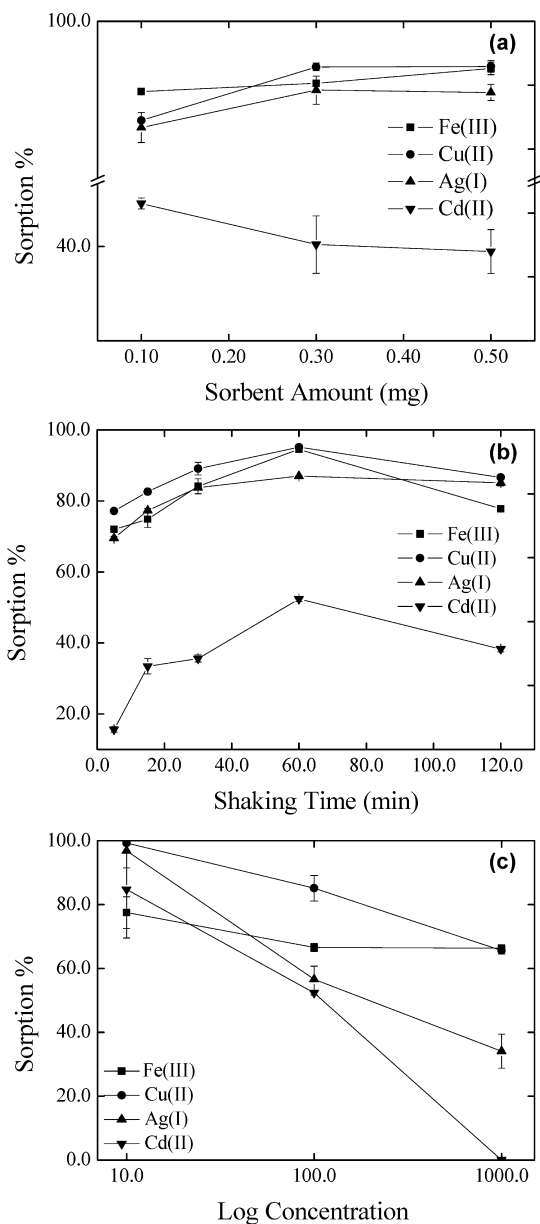 (a)
100.0
40.0
Sorption %
Fe(III)
Cu(II)
Ag(I)
Cd(II)
0.10
0.20
0.30
0.40
0.50
Sorbent Amount (mg)
(b)
100.0
80.0
60.0
40.0
20.0
Sorption %
Fe(III)
Cu(II)
Ag(I)
Cd(II)
0.0
20.0
40.0
60.0
80.0
100.0
120.0
Shaking Time (min)
(c)
100.0
80.0
60.0
40.0
20.0
0.0
Sorption %
Fe(III)
Cu(II)
Ag(I)
Cd(II)
10.0
100.0
1000.0
Log Concentration